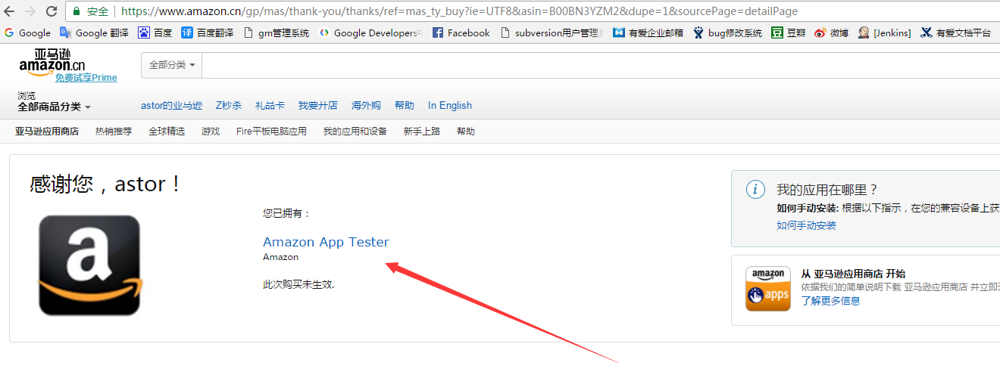 安全 https://www.amazon.cn/gp/mas/thank-you/thanks/ref=mas_ty_buy?ie=UTF8&asin=B00BN3YZM2&dupe=1&sourcePage=detailPage
Google Google 翻译 百度 百度翻译 gm管理系统 Google Developers Facebook subversion用户管理 有爱企业邮箱 bug修改系统 豆瓣 微博 [Jenkins] 有爱文档平台
亚马逊
amazon.cn
免费试享Prime
全部分类
浏览
全部商品分类
astor的亚马逊 Z秒杀 礼品卡 我要开店 海外购 帮助 In English
亚马逊应用商店 热销推荐 全球精选 游戏 Fire平板电脑应用 我的应用和设备 新手上路 帮助
感谢您，astor！
a
您已拥有：
Amazon App Tester
Amazon
此次购买未生效.
我的应用在哪里？
如何手动安装: 根据以下指示，在您的兼容设备上获
如何手动安装
amazon
apps
从 亚马逊应用商店 开始
依据我们的简单说明下载 亚马逊应用商店 并立即
了解更多信息